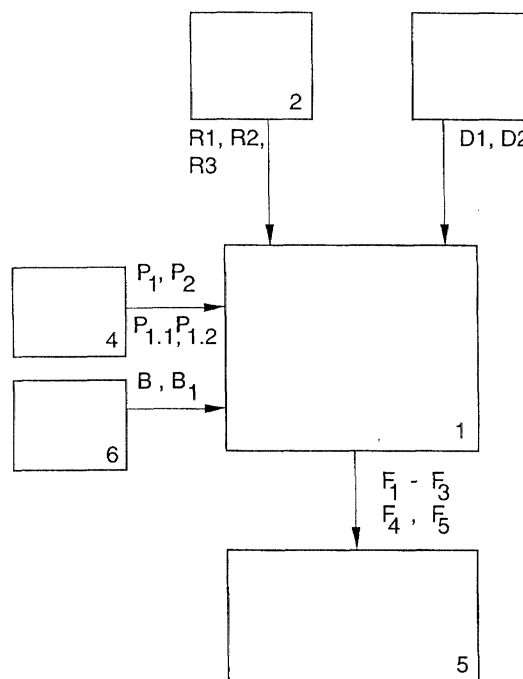 2
R1, R2,
R3
D1, D2
P1, P2
P1.1, P1.2
4
B , B1
6
1
F1 - F3
F4 , F5
5